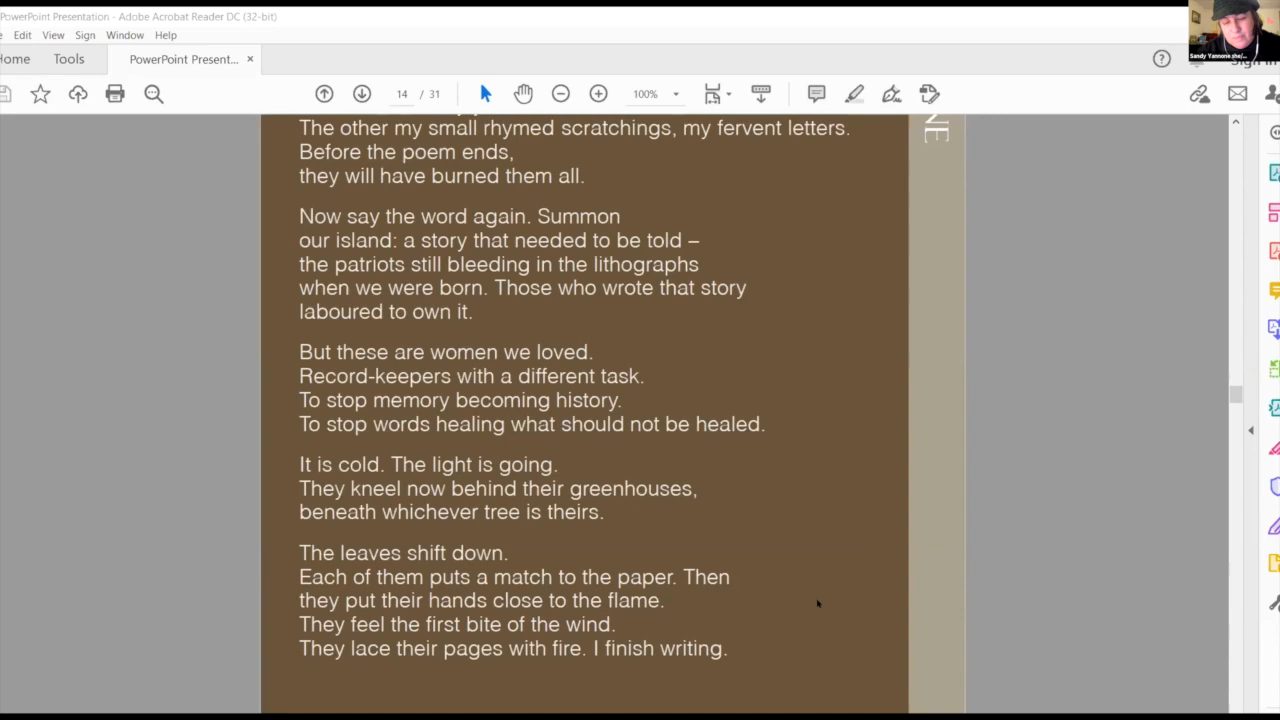 PowerPoint Presentation - Adobe Acrobat Reader DC (32-bit)
Edit View Sign Window Help
Home Tools PowerPoint Present... ×
14 / 31 100%
Sandy Yannone she/...
Sign In
The other my small rhymed scratchings, my fervent letters.
Before the poem ends,
they will have burned them all.
Now say the word again. Summon
our island: a story that needed to be told –
the patriots still bleeding in the lithographs
when we were born. Those who wrote that story
laboured to own it.
But these are women we loved.
Record-keepers with a different task.
To stop memory becoming history.
To stop words healing what should not be healed.
It is cold. The light is going.
They kneel now behind their greenhouses,
beneath whichever tree is theirs.
The leaves shift down.
Each of them puts a match to the paper. Then
they put their hands close to the flame.
They feel the first bite of the wind.
They lace their pages with fire. I finish writing.
NE